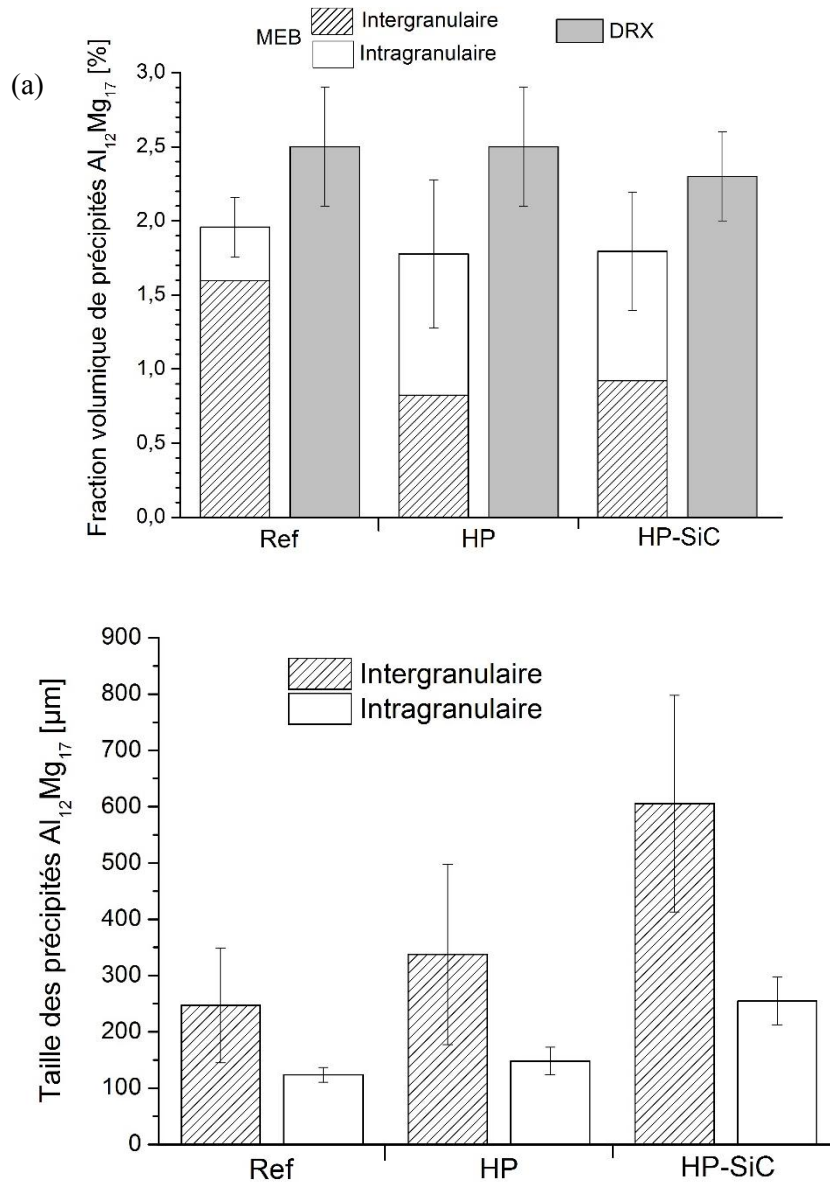 MEB Intergranulaire DRX
Intragranulaire
(a)
Fraction volumique de précipités Al12Mg17 [%]
3,0
2,5
2,0
1,5
1,0
0,5
0,0
Ref HP HP-SiC
Taille des précipités Al12Mg17 [µm]
900
800
700
600
500
400
300
200
100
0
Intergranulaire
Intragranulaire
Ref HP HP-SiC